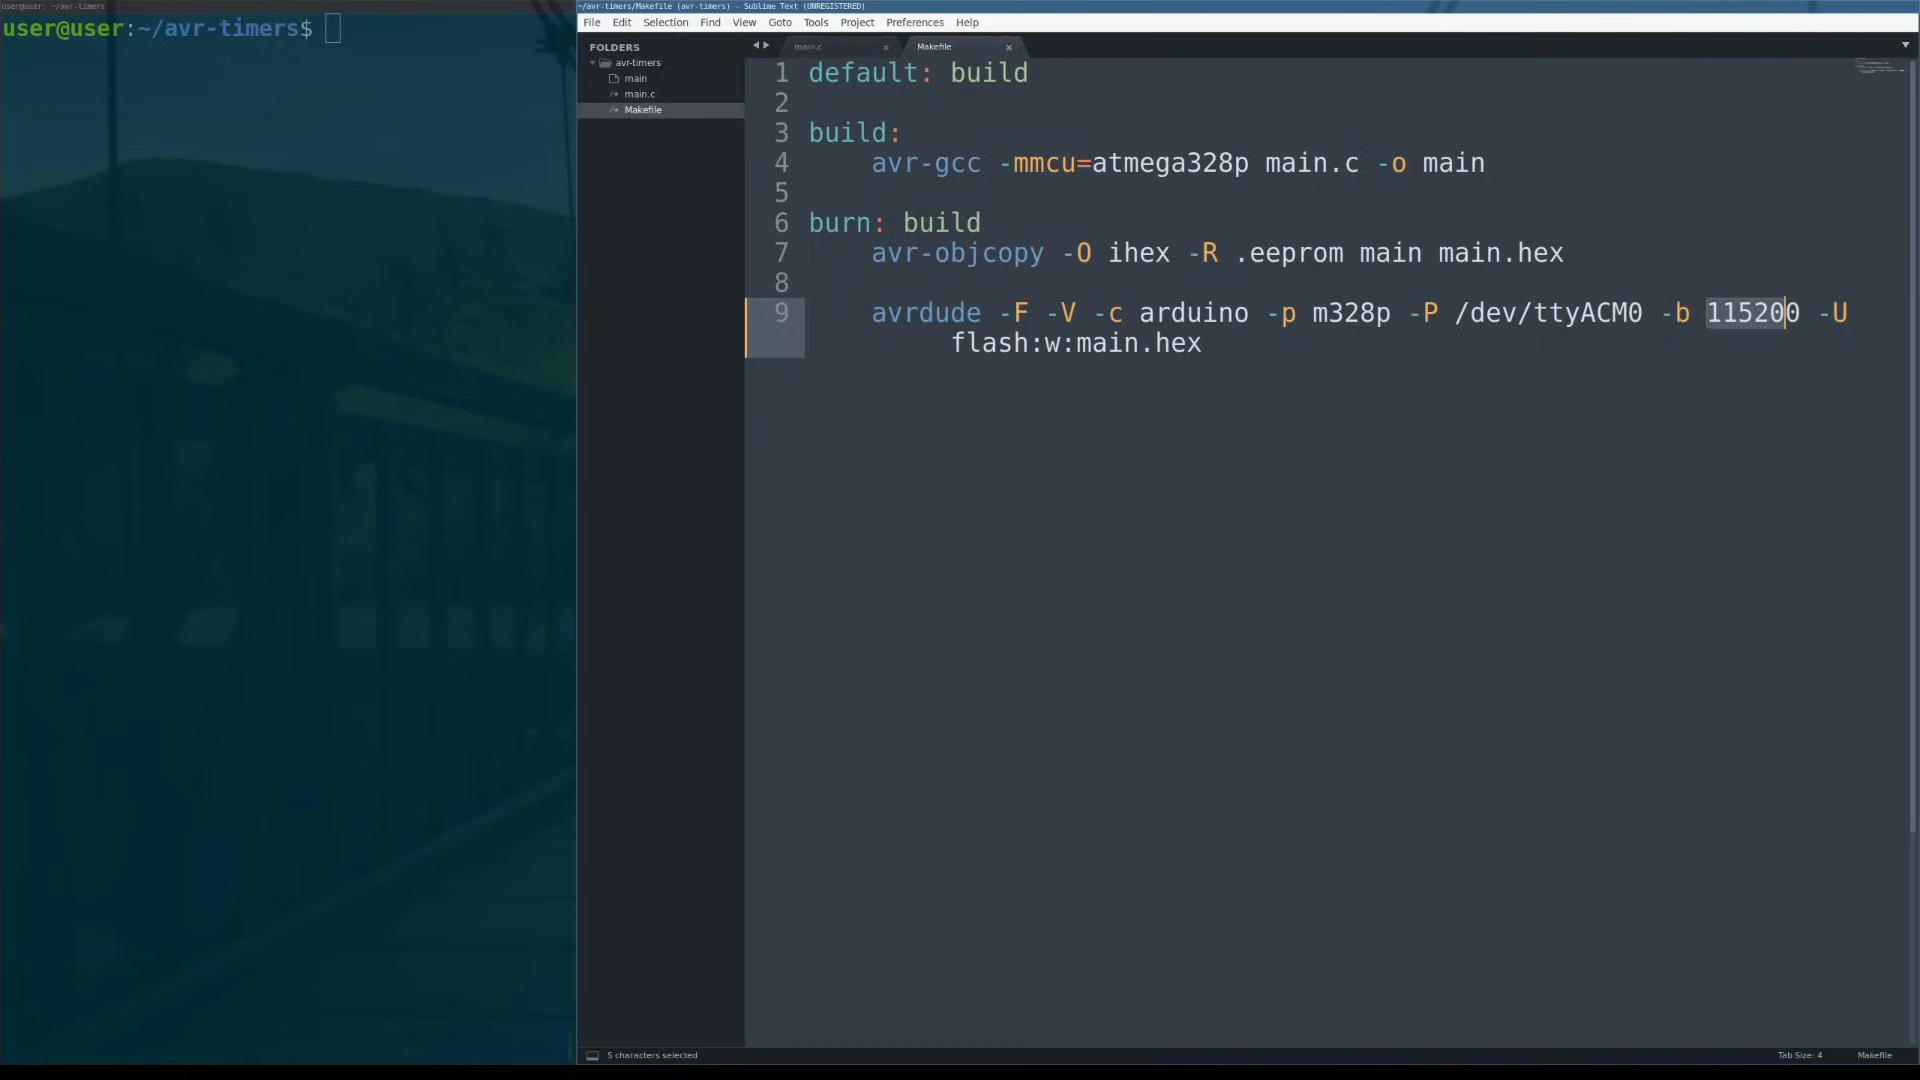 user@user: ~/avr-timers
user@user:~/avr-timers$
~/avr-timers/Makefile (avr-timers) - Sublime Text (UNREGISTERED)
File Edit Selection Find View Goto Tools Project Preferences Help
FOLDERS
avr-timers
main
main.c
Makefile
main.c
Makefile
1 default: build
2
3 build:
4 avr-gcc -mmcu=atmega328p main.c -o main
5
6 burn: build
7 avr-objcopy -O ihex -R .eeprom main main.hex
8
9 avrdude -F -V -c arduino -p m328p -P /dev/ttyACM0 -b 115200 -U
flash:w:main.hex
5 characters selected
Tab Size: 4
Makefile